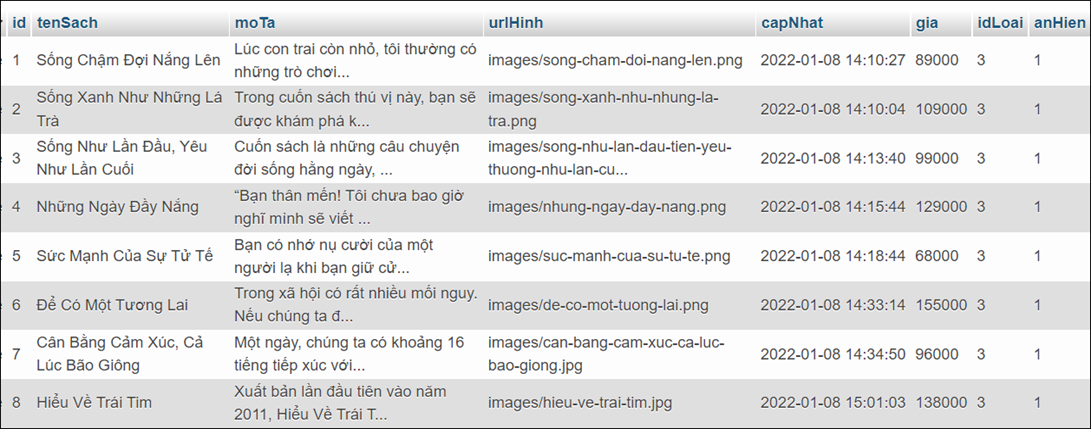 id tenSach moTa urlHinh capNhat gia idLoai anHien
1 Sống Chậm Đợi Nắng Lên Lúc con trai còn nhỏ, tôi thường có những trò chơi... images/song-cham-doi-nang-len.png 2022-01-08 14:10:27 89000 3 1
2 Sống Xanh Như Những Lá Trà Trong cuốn sách thú vị này, bạn sẽ được khám phá k... images/song-xanh-nhu-nhung-la-tra.png 2022-01-08 14:10:04 109000 3 1
3 Sống Như Lần Đầu, Yêu Như Lần Cuối Cuốn sách là những câu chuyện đời sống hằng ngày, ... images/song-nhu-lan-dau-tien-yeu-thuong-nhu-lan-cu... 2022-01-08 14:13:40 99000 3 1
4 Những Ngày Đầy Nắng “Bạn thân mến! Tôi chưa bao giờ nghĩ mình sẽ viết ... images/nhung-ngay-day-nang.png 2022-01-08 14:15:44 129000 3 1
5 Sức Mạnh Của Sự Tử Tế Bạn có nhớ nụ cười của một người lạ khi bạn giữ cử... images/suc-manh-cua-su-tu-te.png 2022-01-08 14:18:44 68000 3 1
6 Để Có Một Tương Lai Trong xã hội có rất nhiều mối nguy. Nếu chúng ta đ... images/de-co-mot-tuong-lai.png 2022-01-08 14:33:14 155000 3 1
7 Cân Bằng Cảm Xúc, Cả Lúc Bão Giông Một ngày, chúng ta có khoảng 16 tiếng tiếp xúc với... images/can-bang-cam-xuc-ca-luc-bao-giong.jpg 2022-01-08 14:34:50 96000 3 1
8 Hiểu Về Trái Tim Xuất bản lần đầu tiên vào năm 2011, Hiểu Về Trái T... images/hieu-ve-trai-tim.jpg 2022-01-08 15:01:03 138000 3 1